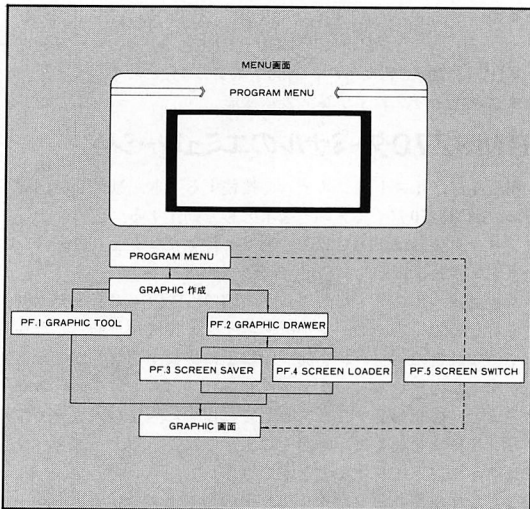 MENU画面
PROGRAM MENU
PROGRAM MENU
GRAPHIC 作成
PF.1 GRAPHIC TOOL
PF.2 GRAPHIC DRAWER
PF.3 SCREEN SAVER
PF.4 SCREEN LOADER
PF.5 SCREEN SWITCH
GRAPHIC 画面